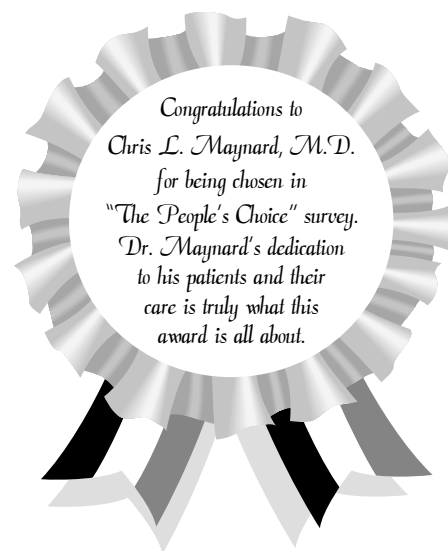 Congratulations to
Chris L. Maynard, M.D.
for being chosen in
“The People’s Choice” survey.
Dr. Maynard’s dedication
to his patients and their
care is truly what this
award is all about.